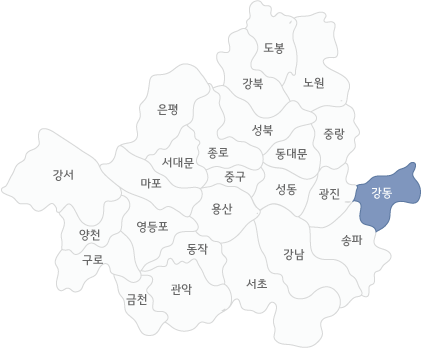 도봉
강북
노원
은평
성북
중랑
서대문
종로
동대문
강서
마포
중구
성동
광진
강동
용산
양천
영등포
동작
강남
송파
구로
금천
관악
서초